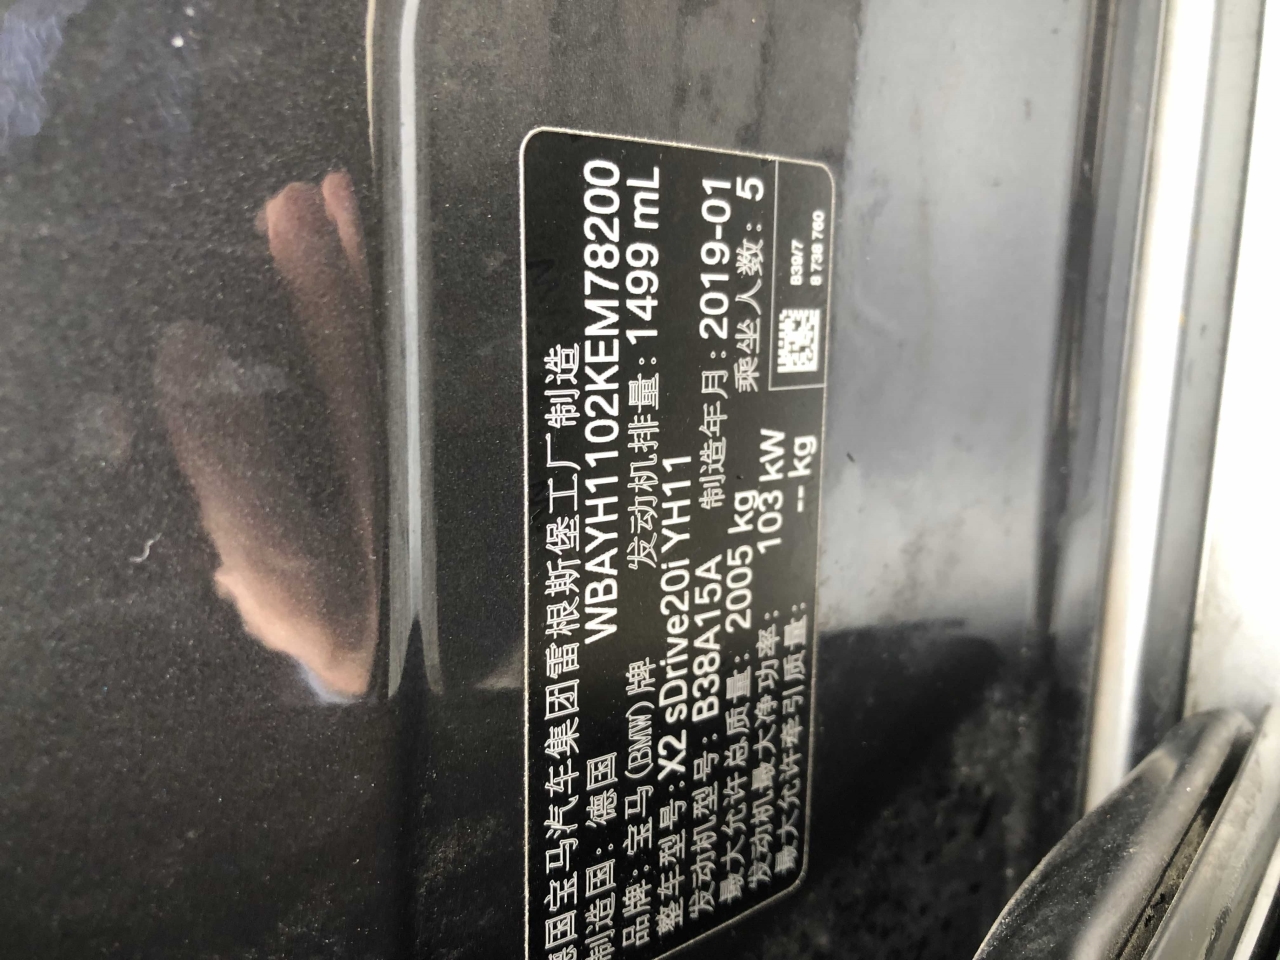 德国宝马汽车集团雷根斯堡工厂制造
制造国：德国 WBAYH1102KEM78200
品牌：宝马(BMW)牌 发动机排量：1499 mL
整车型号：X2 sDrive20i YH11
发动机型号：B38A15A 制造年月：2019-01
最大允许总质量：2005 kg 乘坐人数：5
发动机最大净功率：103 kW
最大允许牵引质量：-- kg
B39/7
8 738 760